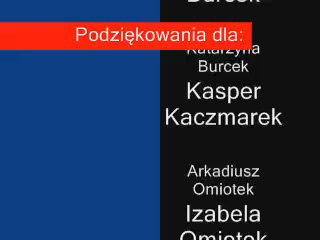 Burcek
Podziękowania dla:
Katarzyna
Burcek
Kasper
Kaczmarek
Arkadiusz
Omiotek
Izabela
Omiotek